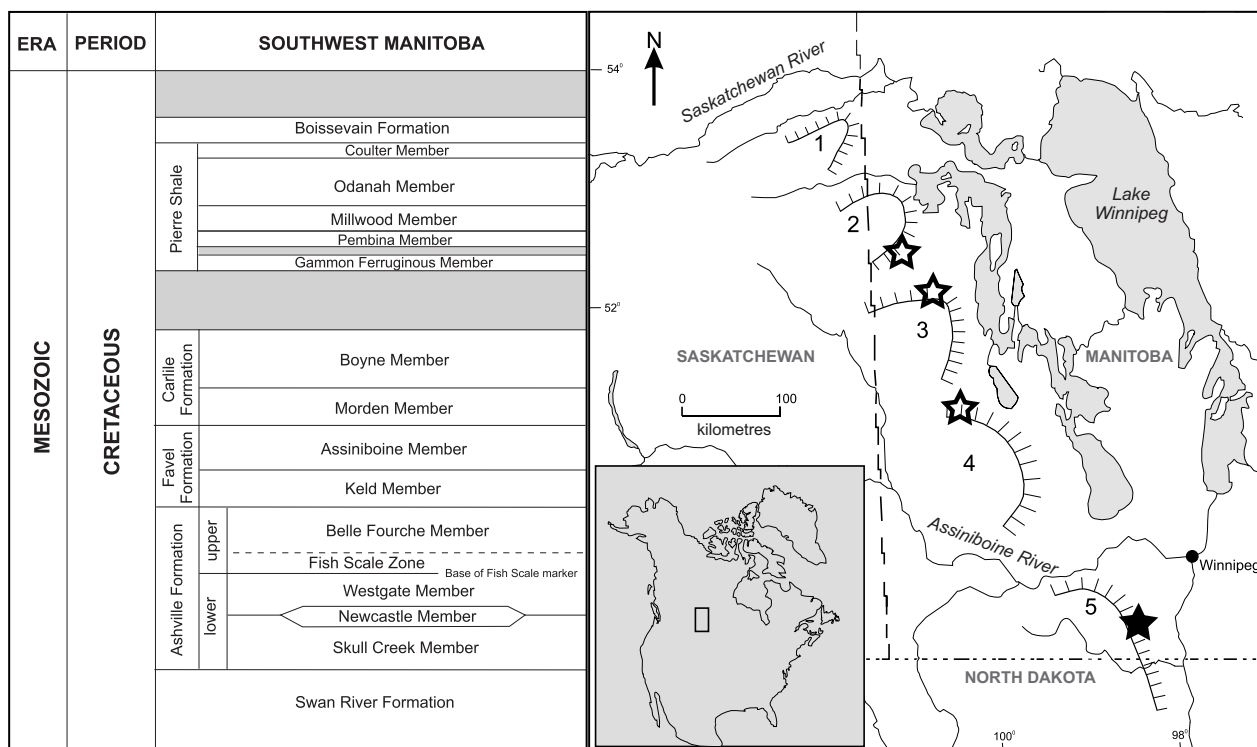 ERA
PERIOD
SOUTHWEST MANITOBA
MESOZOIC
CRETACEOUS
Boissevain Formation
Pierre Shale
Coulter Member
Odanah Member
Millwood Member
Pembina Member
Gammon Ferruginous Member
Carlile
Formation
Boyne Member
Morden Member
Favel
Formation
Assiniboine Member
Keld Member
Ashville Formation
upper
Belle Fourche Member
Fish Scale Zone
Base of Fish Scale marker
lower
Westgate Member
Newcastle Member
Skull Creek Member
Swan River Formation
N
54⁰
Saskatchewan River
1
Lake
Winnipeg
2
52⁰
3
SASKATCHEWAN
MANITOBA
0
100
kilometres
4
Assiniboine River
Winnipeg
5
NORTH DAKOTA
100⁰
98⁰